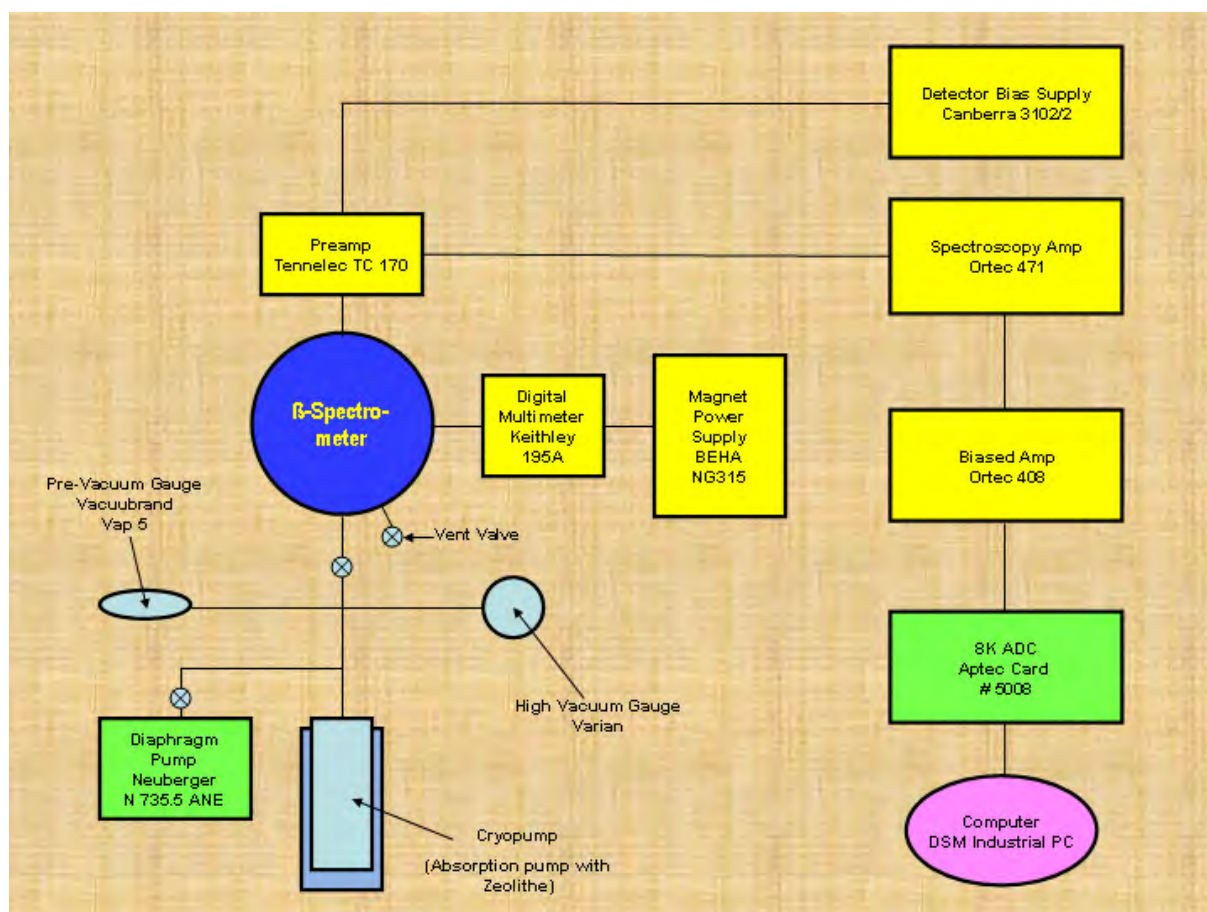 Detector Bias Supply
Canberra 3102/2
Preamp
Tennelec TC 170
Spectroscopy Amp
Ortec 471
ß-Spectro-
meter
Digital
Multimeter
Keithley
195A
Magnet
Power
Supply
BEHA
NG315
Biased Amp
Ortec 408
Pre-Vacuum Gauge
Vacuubrand
Vap 5
Vent Valve
8K ADC
Aptec Card
# 5008
High Vacuum Gauge
Varian
Diaphragm
Pump
Neuberger
N 735.5 ANE
Cryopump
(Absorption pump with
Zeolithe)
Computer
DSM Industrial PC